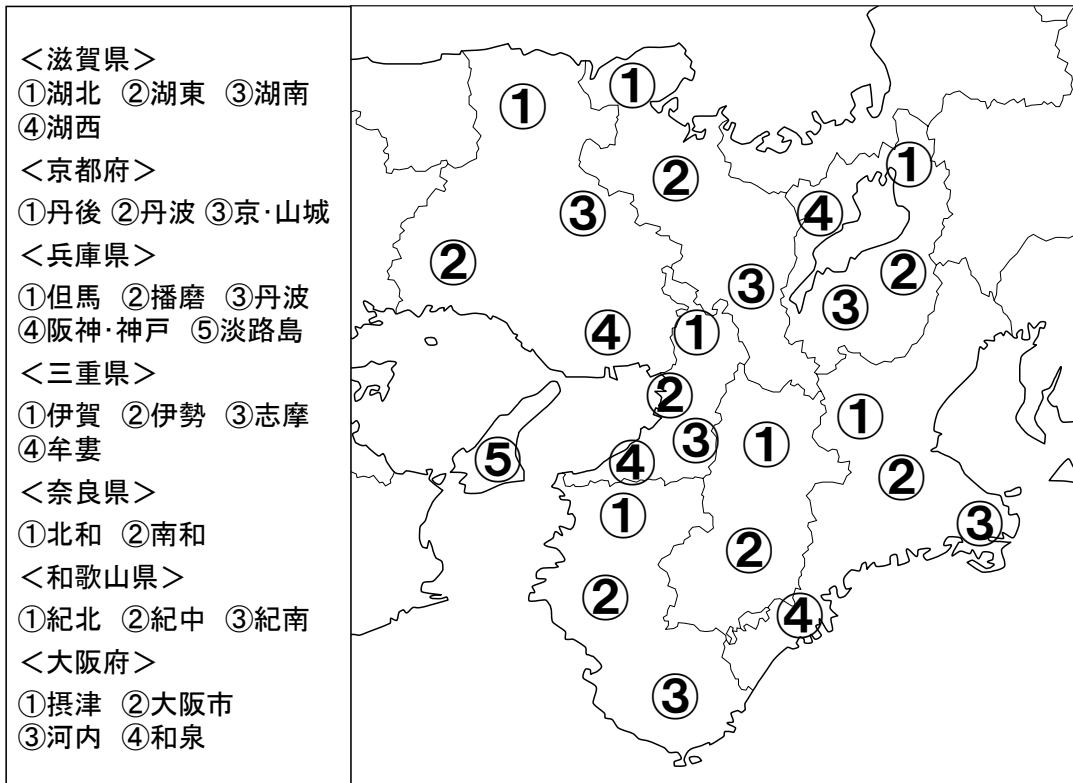 <滋賀県>
①湖北 ②湖東 ③湖南
④湖西
<京都府>
①丹後 ②丹波 ③京・山城
<兵庫県>
①但馬 ②播磨 ③丹波
④阪神・神戸 ⑤淡路島
<三重県>
①伊賀 ②伊勢 ③志摩
④牟婁
<奈良県>
①北和 ②南和
<和歌山県>
①紀北 ②紀中 ③紀南
<大阪府>
①摂津 ②大阪市
③河内 ④和泉
①
①
①
②
③
④
②
②
③
③
④
①
②
①
③
①
④
⑤
②
①
③
②
②
④
③